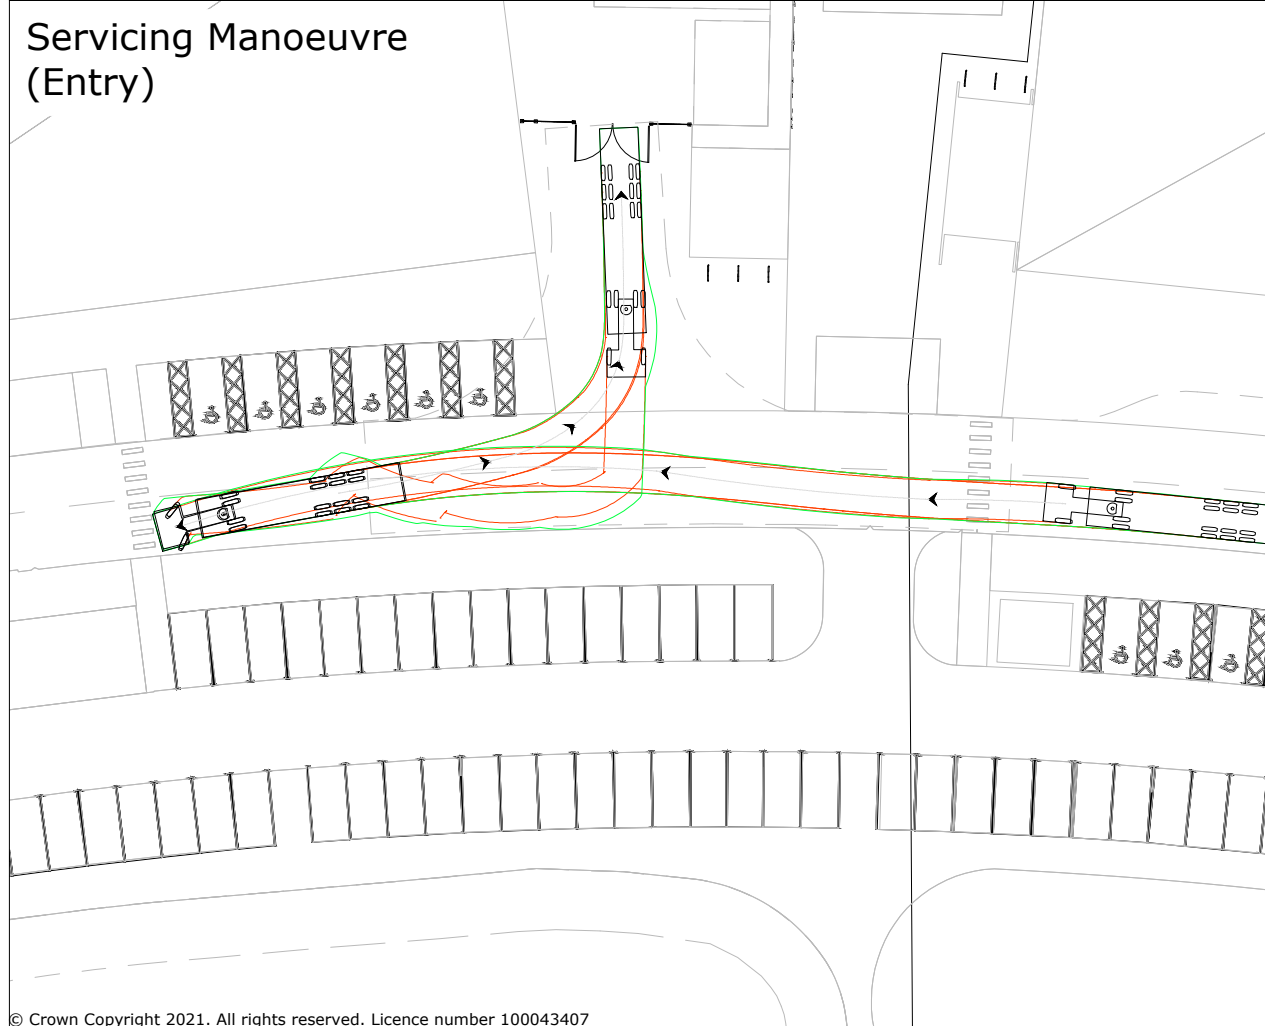 Servicing Manoeuvre
(Entry)
© Crown Copyright 2021. All rights reserved. Licence number 100043407